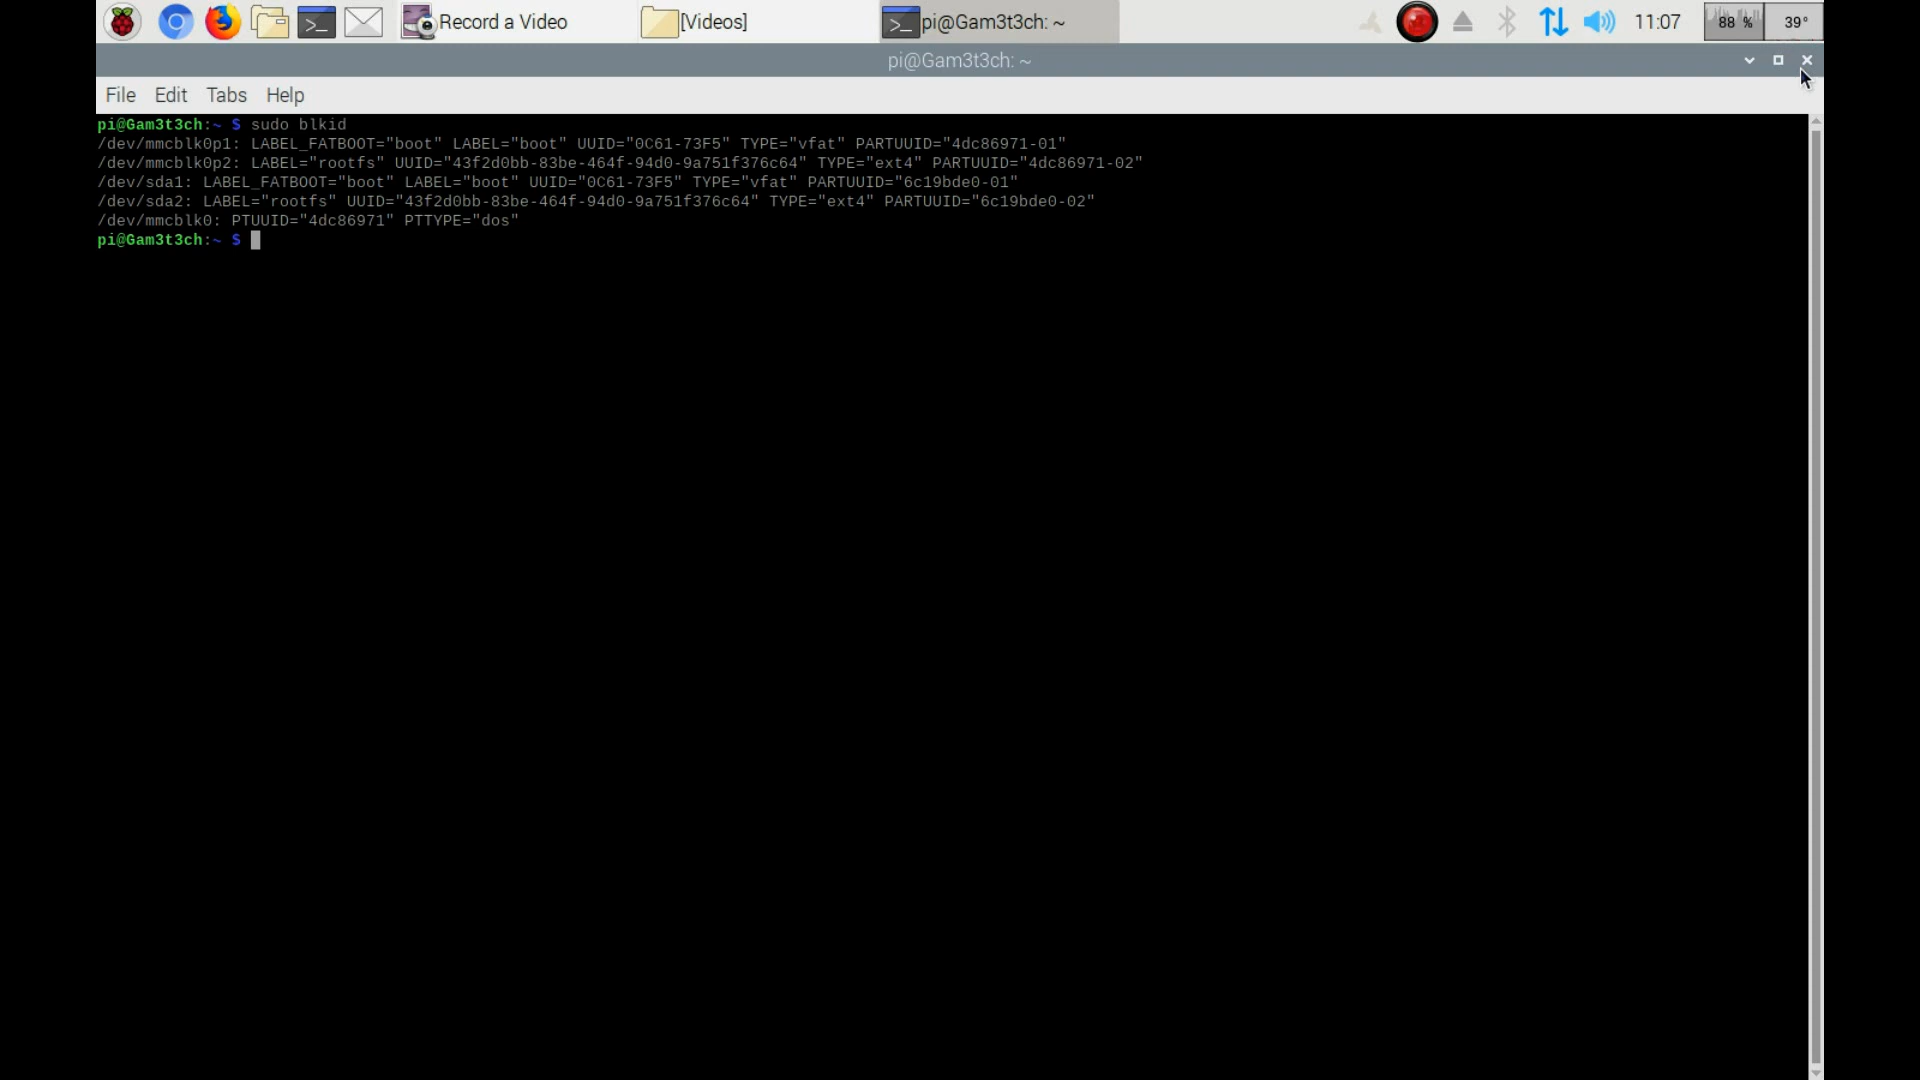 Record a Video [Videos] pi@Gam3t3ch: ~ 11:07 88 % 39°
pi@Gam3t3ch: ~
File Edit Tabs Help
pi@Gam3t3ch:~ $ sudo blkid
/dev/mmcblk0p1: LABEL_FATBOOT="boot" LABEL="boot" UUID="0C61-73F5" TYPE="vfat" PARTUUID="4dc86971-01"
/dev/mmcblk0p2: LABEL="rootfs" UUID="43f2d0bb-83be-464f-94d0-9a751f376c64" TYPE="ext4" PARTUUID="4dc86971-02"
/dev/sda1: LABEL_FATBOOT="boot" LABEL="boot" UUID="0C61-73F5" TYPE="vfat" PARTUUID="6c19bde0-01"
/dev/sda2: LABEL="rootfs" UUID="43f2d0bb-83be-464f-94d0-9a751f376c64" TYPE="ext4" PARTUUID="6c19bde0-02"
/dev/mmcblk0: PTUUID="4dc86971" PTTYPE="dos"
pi@Gam3t3ch:~ $